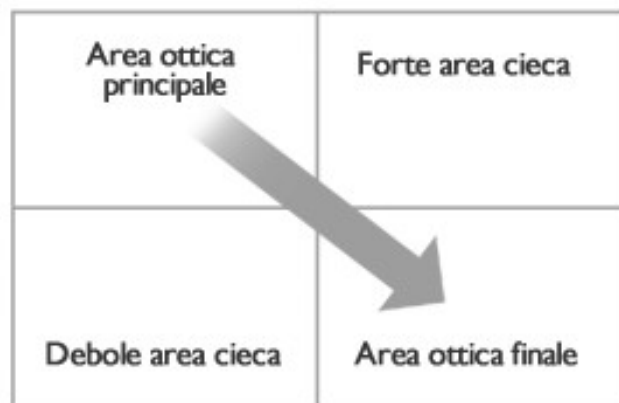 Area ottica
principale
Forte area cieca
Debole area cieca
Area ottica finale